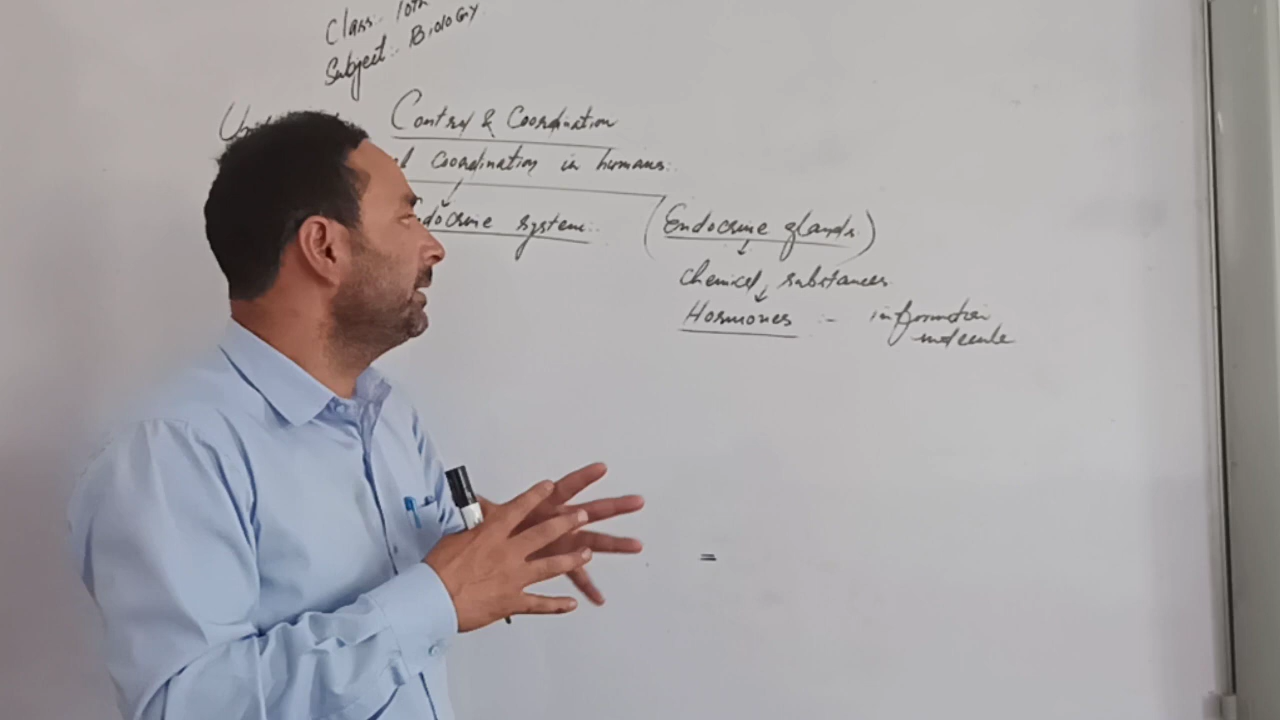 Class:- 10th
Subject:- Biology
Control & Coordination
Coordination in humans:
Endocrine system:. (Endocrine glands.)
chemical substances
Hormones :- information
molecule
=